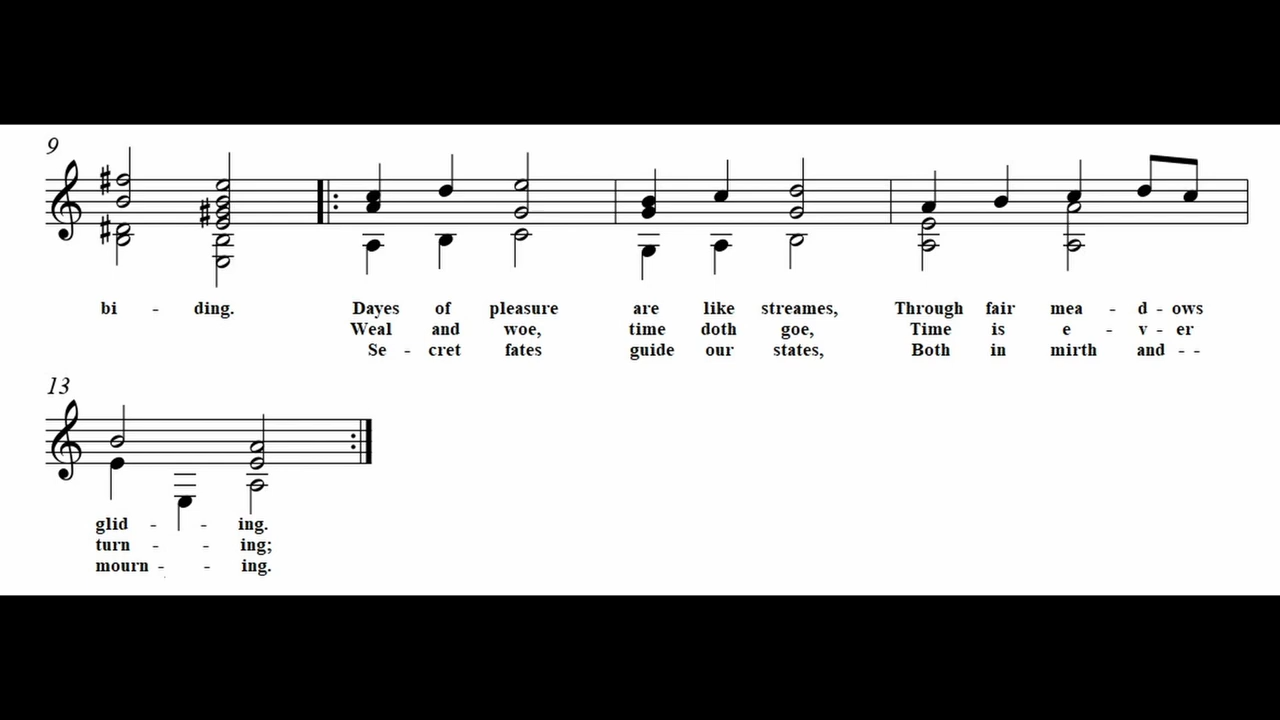 9
bi - ding. Dayes of pleasure are like streames, Through fair mea - d - ows
Weal and woe, time doth goe, Time is e - v - er
Se - cret fates guide our states, Both in mirth and - -
13
glid - - ing.
turn - - ing;
mourn - - ing.